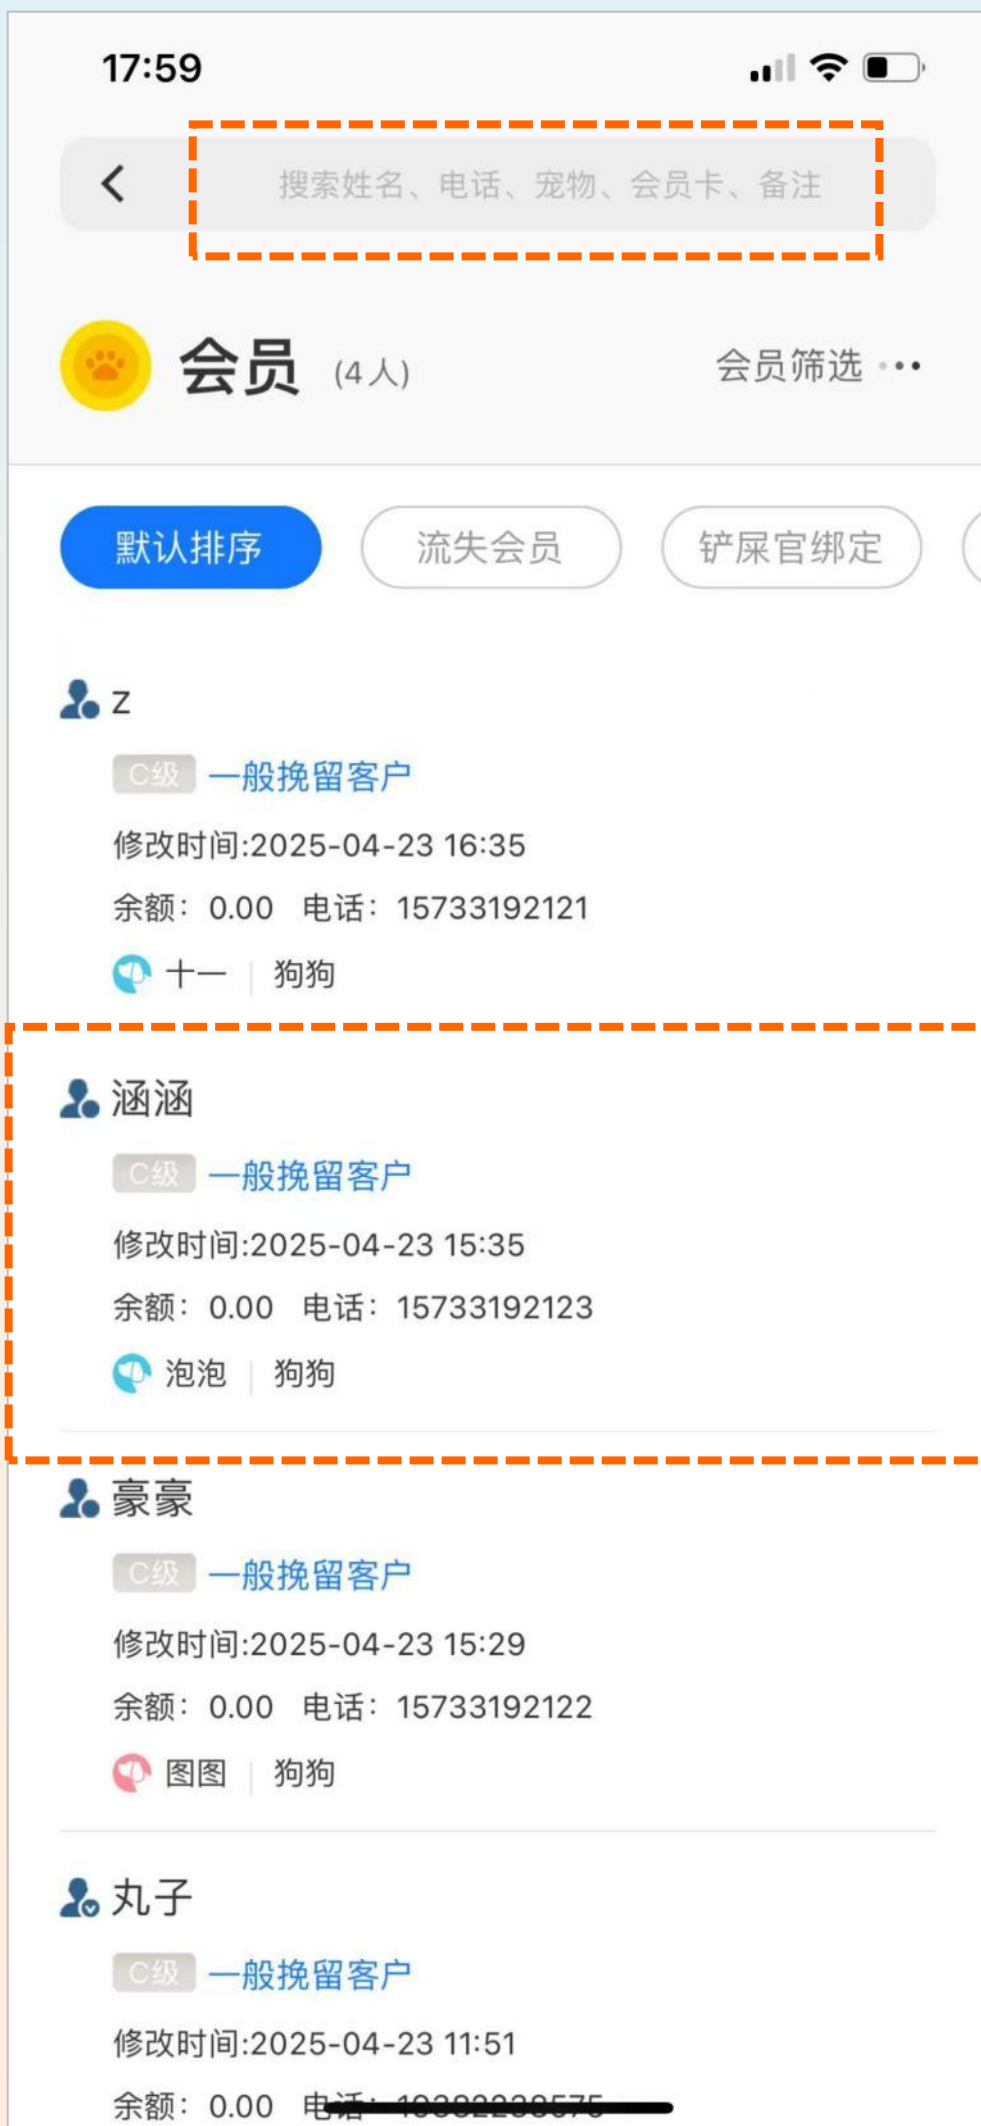 17:59
搜索姓名、电话、宠物、会员卡、备注
会员 (4人) 会员筛选
默认排序 流失会员 铲屎官绑定
z
C级 一般挽留客户
修改时间:2025-04-23 16:35
余额：0.00 电话：15733192121
十一 狗狗
涵涵
C级 一般挽留客户
修改时间:2025-04-23 15:35
余额：0.00 电话：15733192123
泡泡 狗狗
豪豪
C级 一般挽留客户
修改时间:2025-04-23 15:29
余额：0.00 电话：15733192122
图图 狗狗
丸子
C级 一般挽留客户
修改时间:2025-04-23 11:51
余额：0.00 电话：